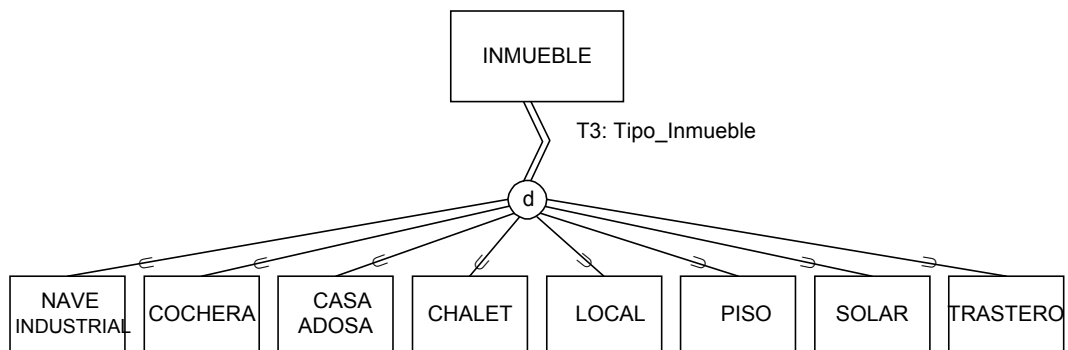 INMUEBLE
T3: Tipo_Inmueble
d
NAVE
INDUSTRIAL
COCHERA
CASA
ADOSA
CHALET
LOCAL
PISO
SOLAR
TRASTERO